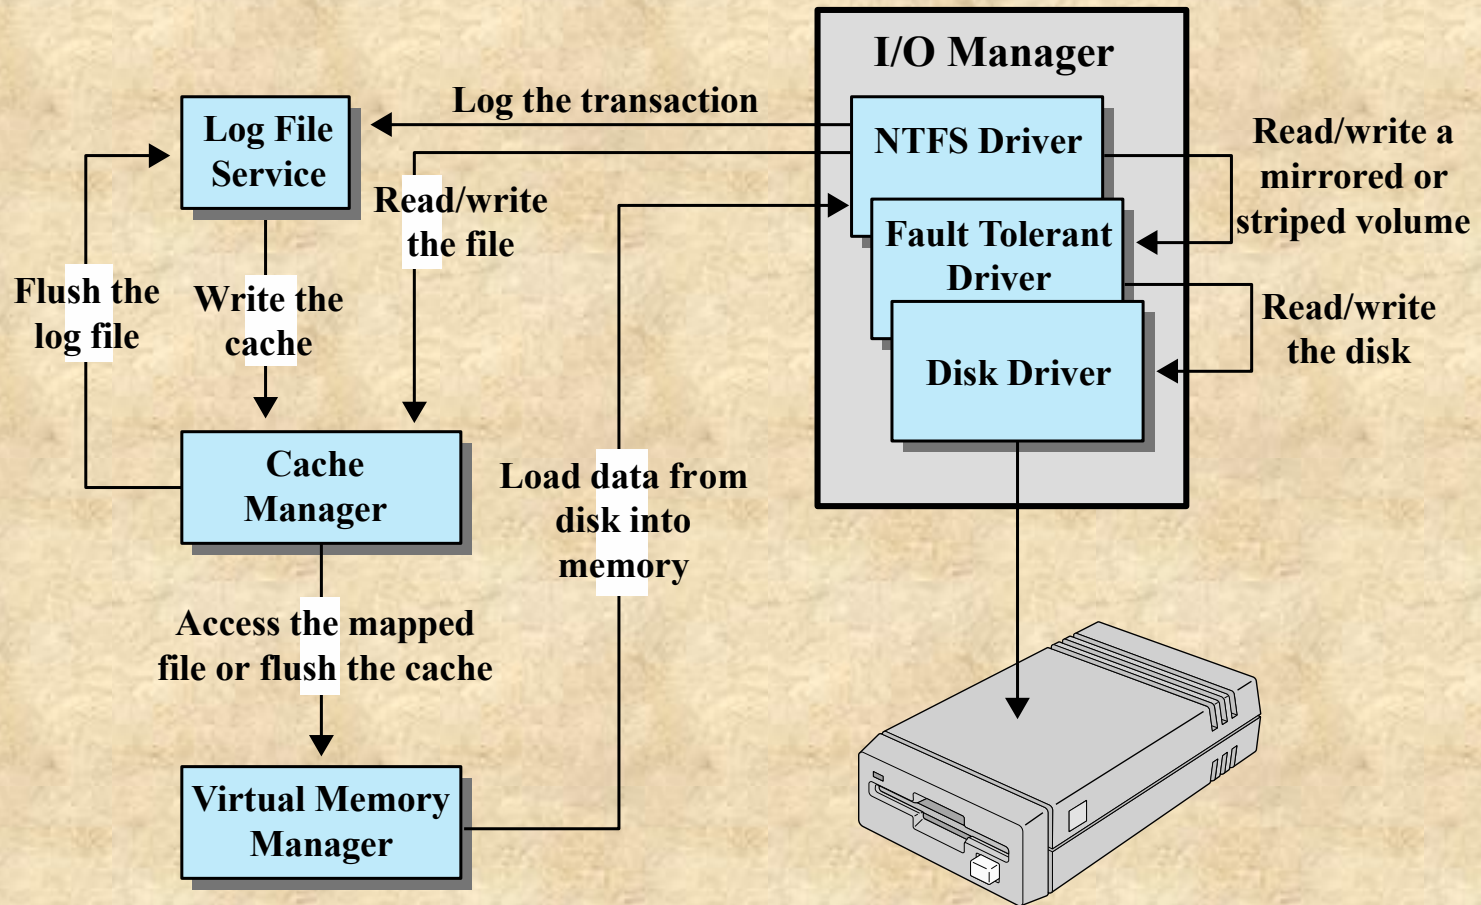 I/O Manager
Log the transaction
Log File
Service
NTFS Driver
Read/write a
mirrored or
striped volume
Read/write
the file
Fault Tolerant
Driver
Flush the
log file
Write the
cache
Read/write
the disk
Disk Driver
Cache
Manager
Load data from
disk into
memory
Access the mapped
file or flush the cache
Virtual Memory
Manager